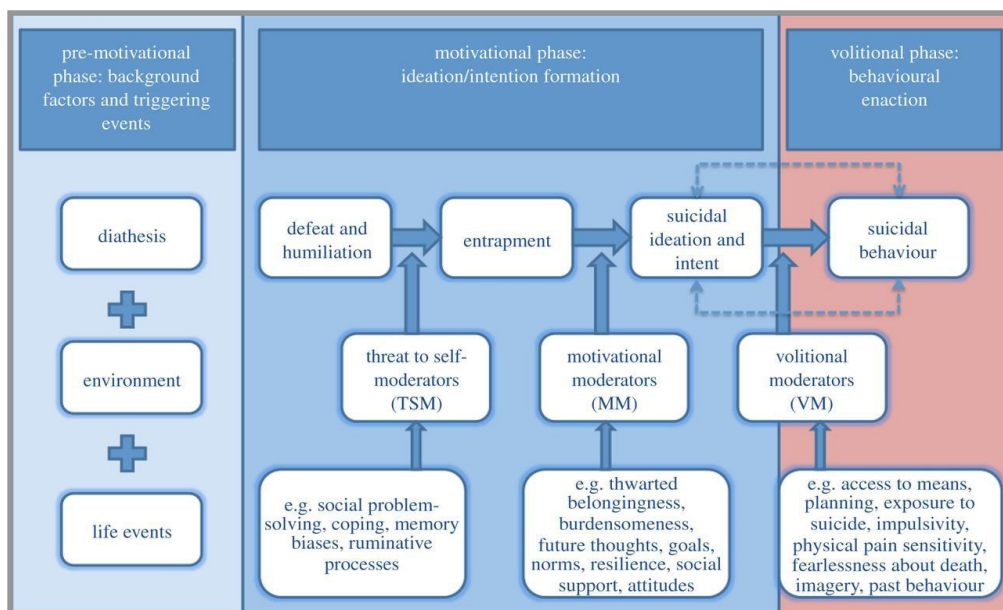 pre-motivational
phase: background
factors and triggering
events
motivational phase:
ideation/intention formation
volitional phase:
behavioural
enaction
diathesis
environment
life events
defeat and
humiliation
entrapment
suicidal
ideation and
intent
suicidal
behaviour
threat to self-
moderators
(TSM)
motivational
moderators
(MM)
volitional
moderators
(VM)
e.g. social problem-
solving, coping, memory
biases, ruminative
processes
e.g. thwarted
belongingness,
burdensomeness,
future thoughts, goals,
norms, resilience, social
support, attitudes
e.g. access to means,
planning, exposure to
suicide, impulsivity,
physical pain sensitivity,
fearlessness about death,
imagery, past behaviour